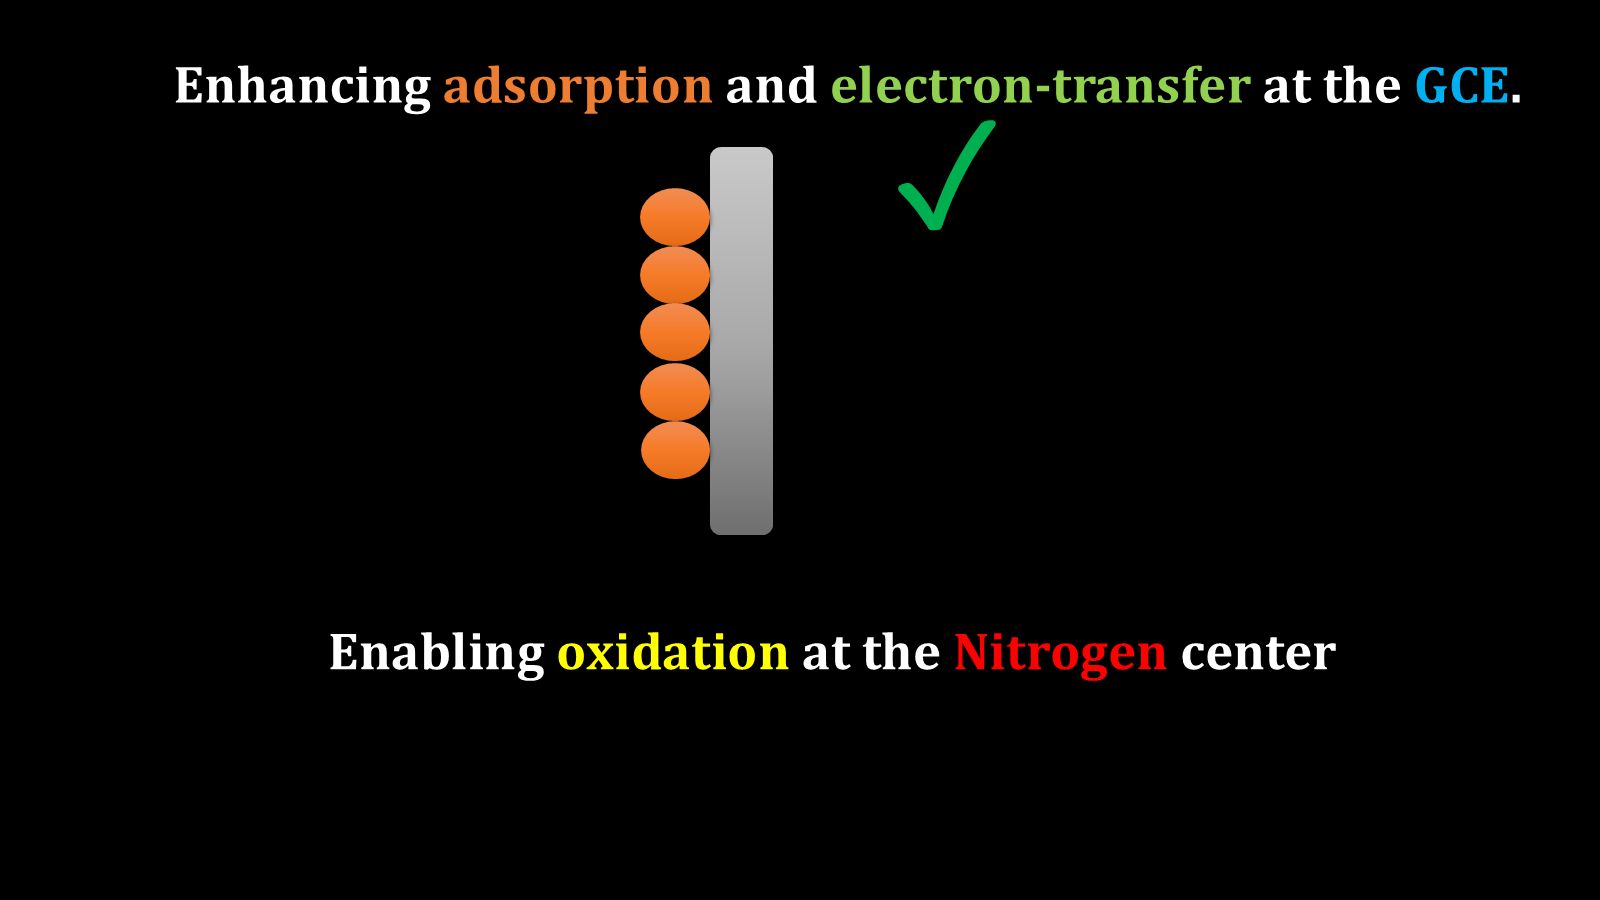 Enhancing adsorption and electron-transfer at the GCE.
Enabling oxidation at the Nitrogen center